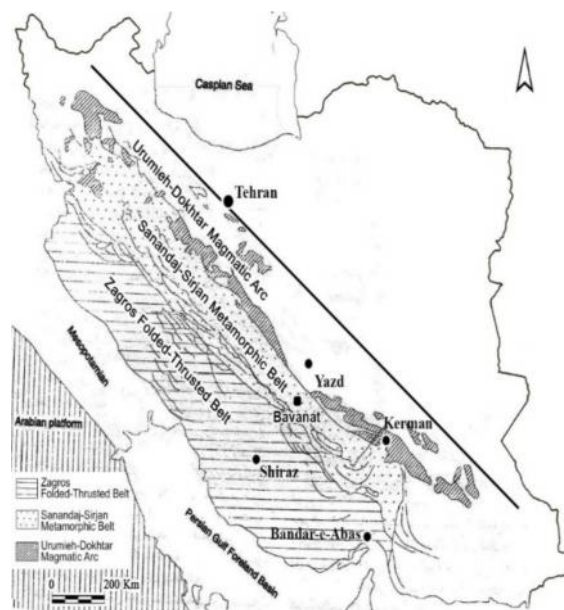 Caspian Sea
Tehran
Urumieh-Dokhtar Magmatic Arc
Sanandaj-Sirjan Metamorphic Belt
Zagros Folded-Thrusted Belt
Mesopotamian
Yazd
Bavanat
Kerman
Arabian platform
Shiraz
Persian Gulf Foreland Basin
Bandar-e-Abas
Zagros
Folded-Thrusted Belt
Sanandaj-Sirjan
Metamorphic Belt
Urumieh-Dokhtar
Magmatic Arc
0 200 Km